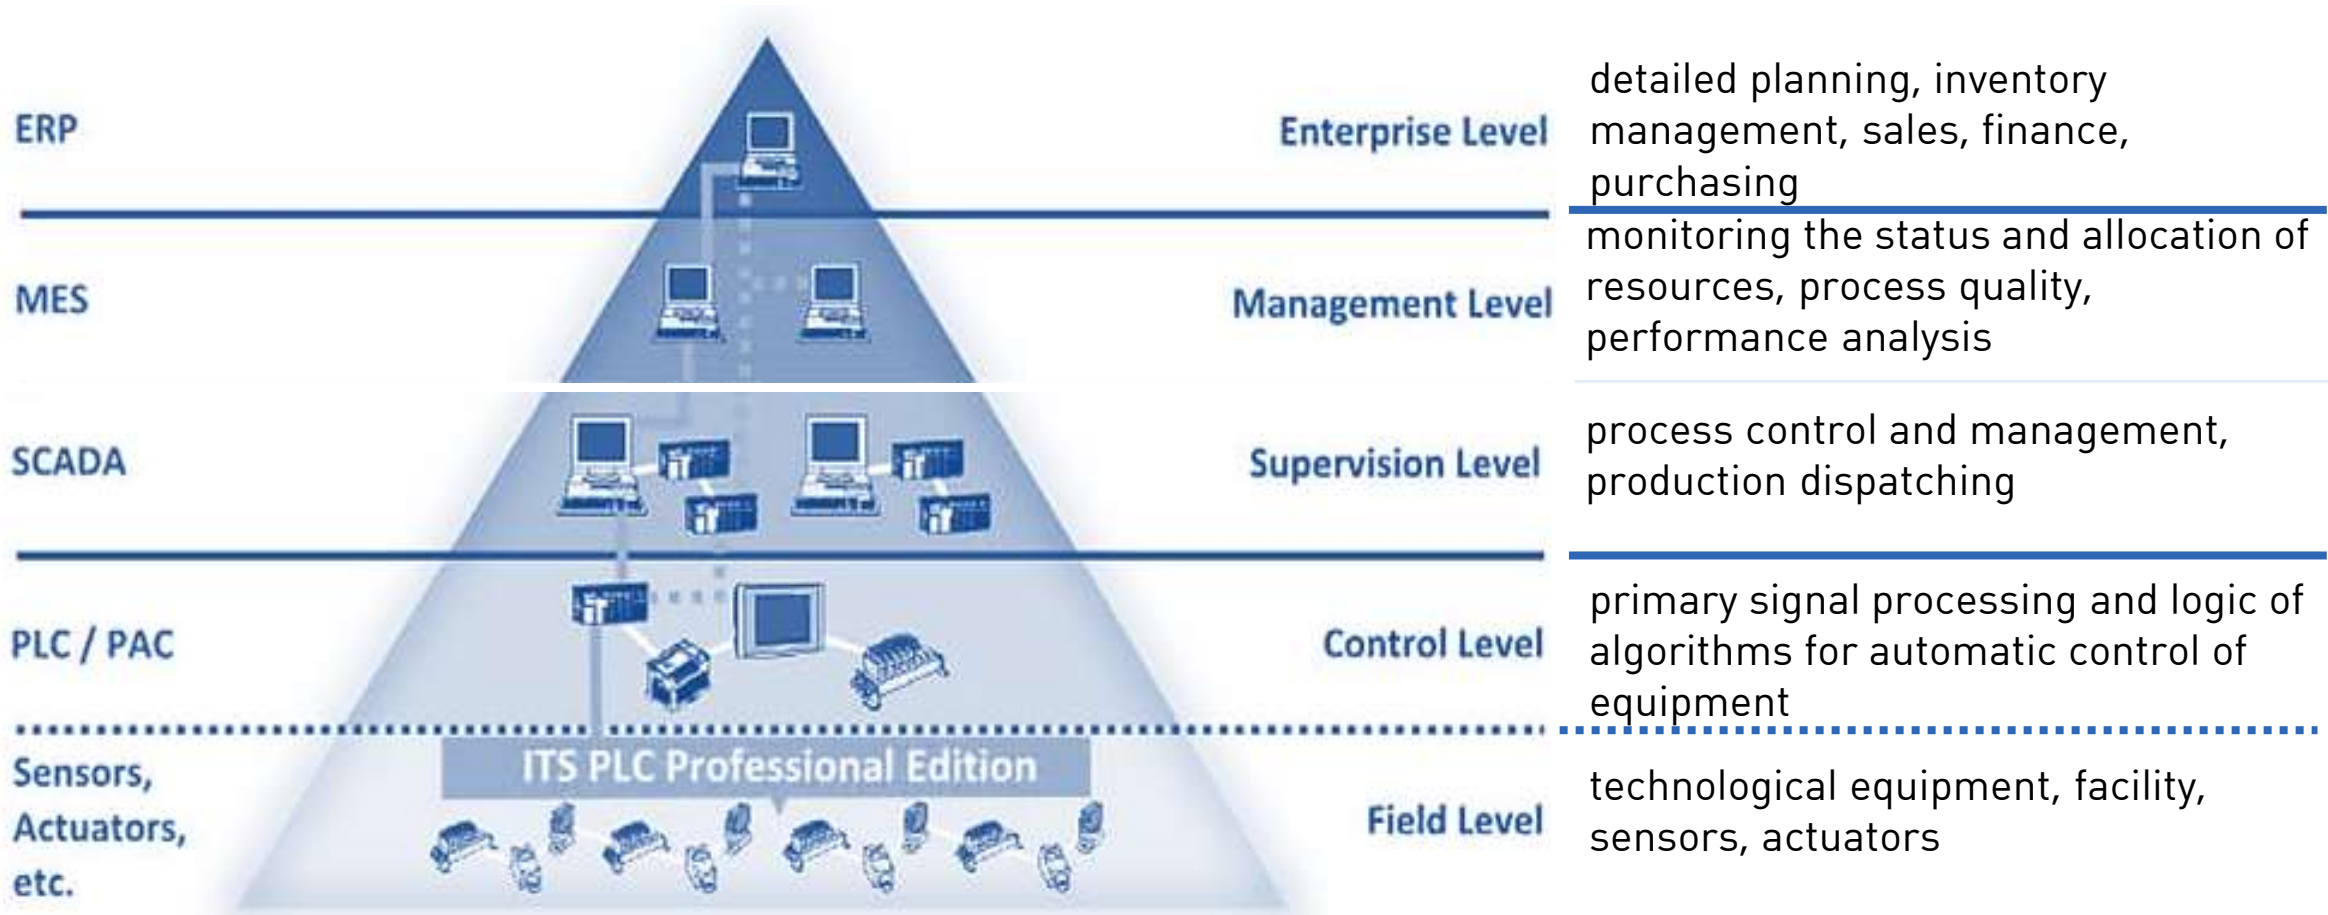 ERP
Enterprise Level
detailed planning, inventory
management, sales, finance,
purchasing
MES
Management Level
monitoring the status and allocation of
resources, process quality,
performance analysis
SCADA
Supervision Level
process control and management,
production dispatching
PLC / PAC
Control Level
primary signal processing and logic of
algorithms for automatic control of
equipment
ITS PLC Professional Edition
Sensors,
Actuators,
etc.
Field Level
technological equipment, facility,
sensors, actuators